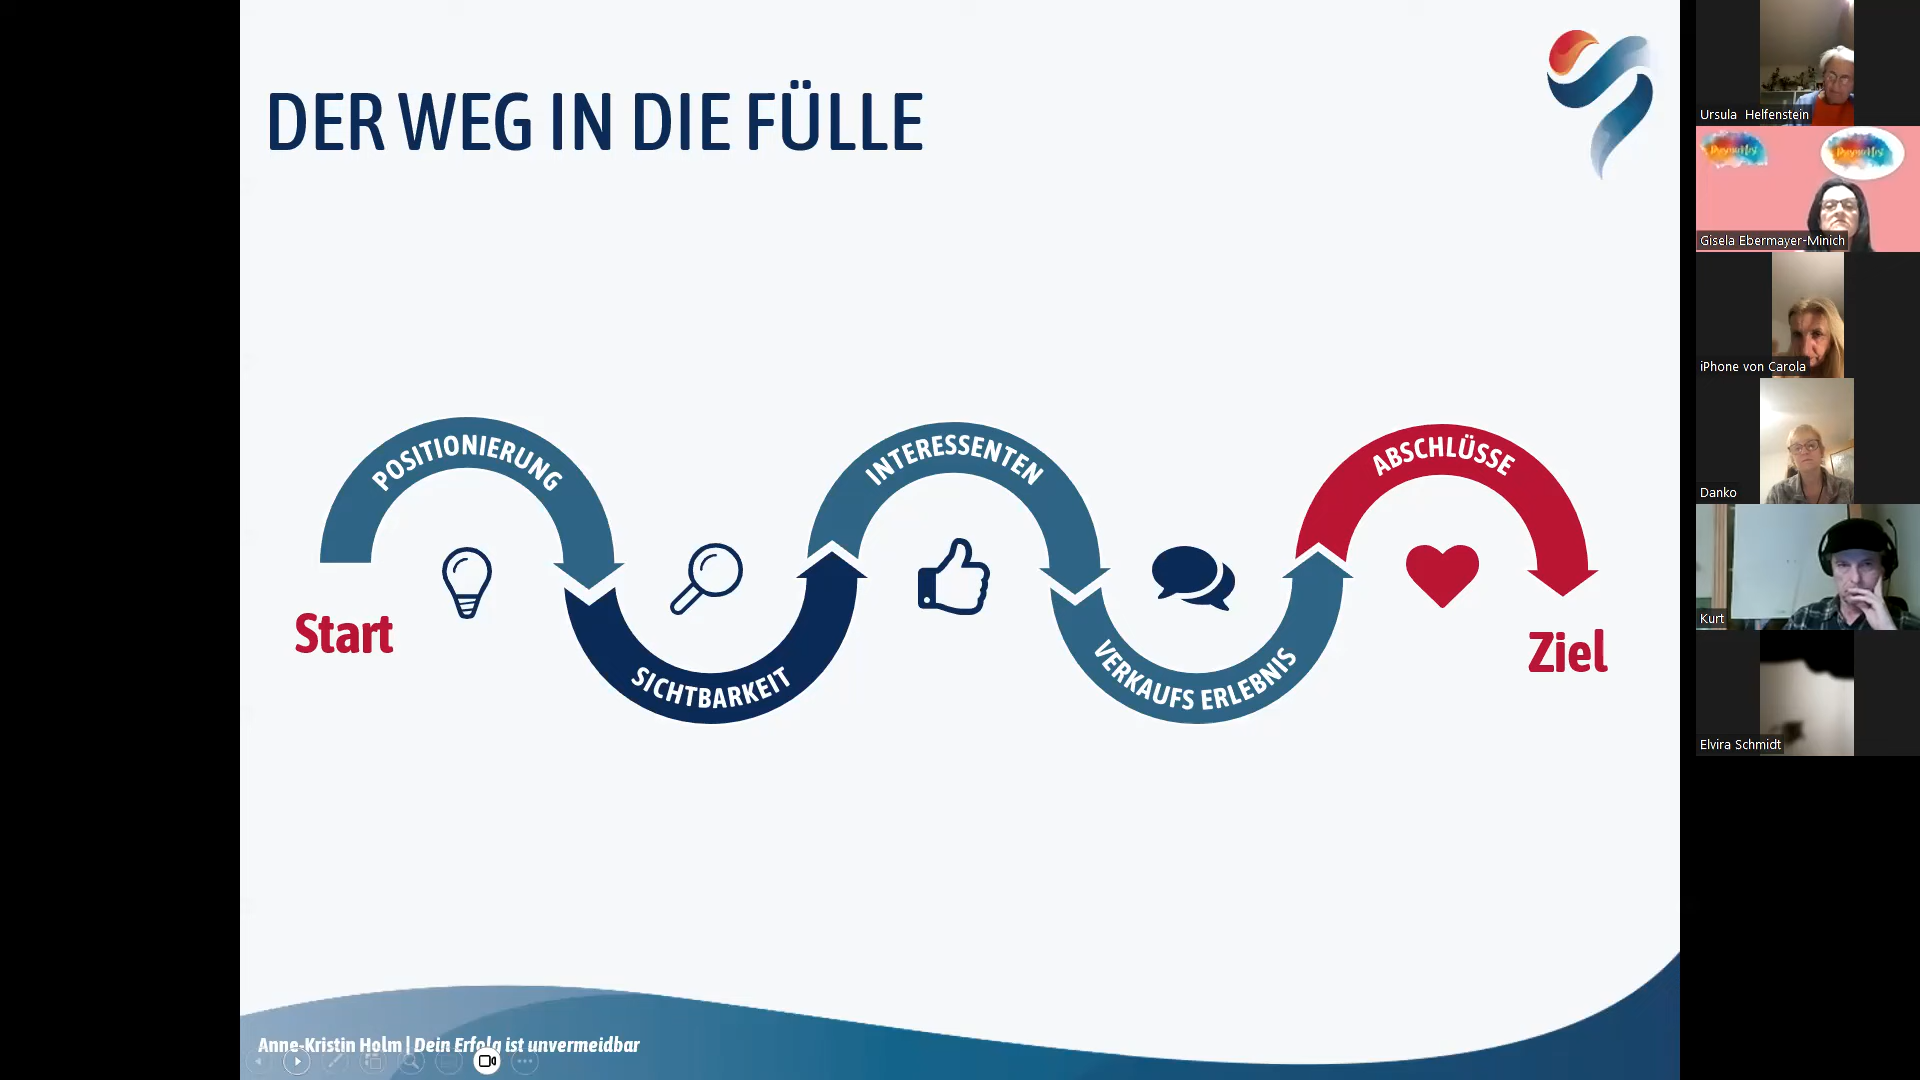 DER WEG IN DIE FÜLLE
POSITIONIERUNG
SICHTBARKEIT
INTERESSENTEN
VERKAUFS ERLEBNIS
ABSCHLÜSSE
Start
Ziel
Anne-Kristin Holm | Dein Erfolg ist unvermeidbar
Ursula Helfenstein
Gisela Ebermayer-Minich
iPhone von Carola
Danko
Kurt
Elvira Schmidt